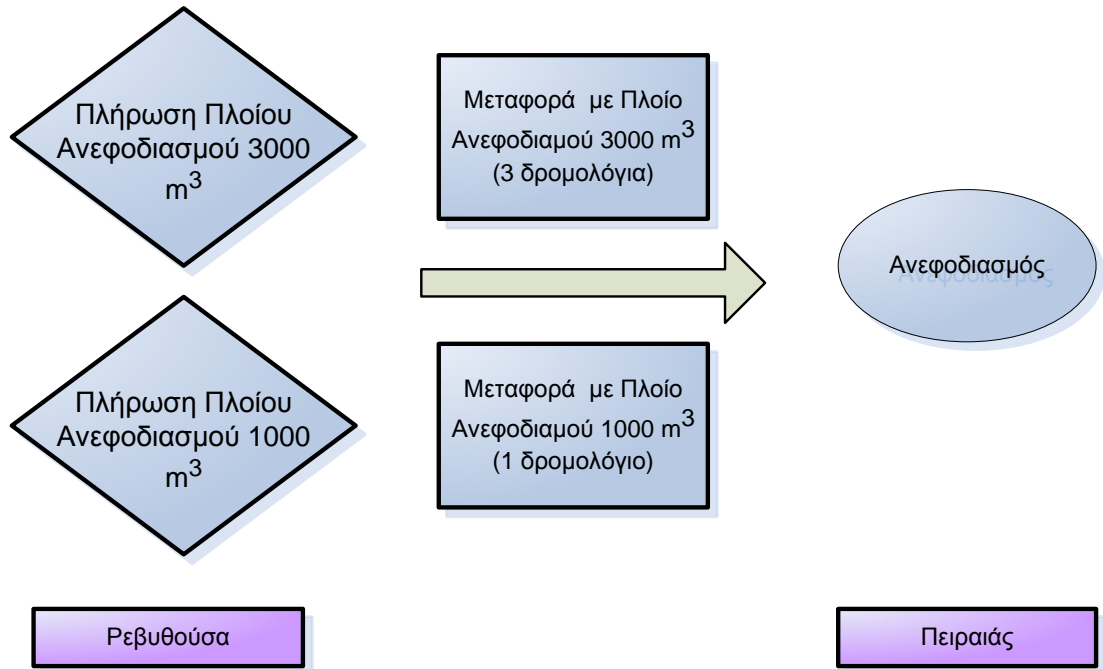 Πλήρωση Πλοίου
Ανεφοδιασμού 3000
m³
Μεταφορά με Πλοίο
Ανεφοδιαμού 3000 m³
(3 δρομολόγια)
Ανεφοδιασμός
Πλήρωση Πλοίου
Ανεφοδιασμού 1000
m³
Μεταφορά με Πλοίο
Ανεφοδιαμού 1000 m³
(1 δρομολόγιο)
Ρεβυθούσα
Πειραιάς